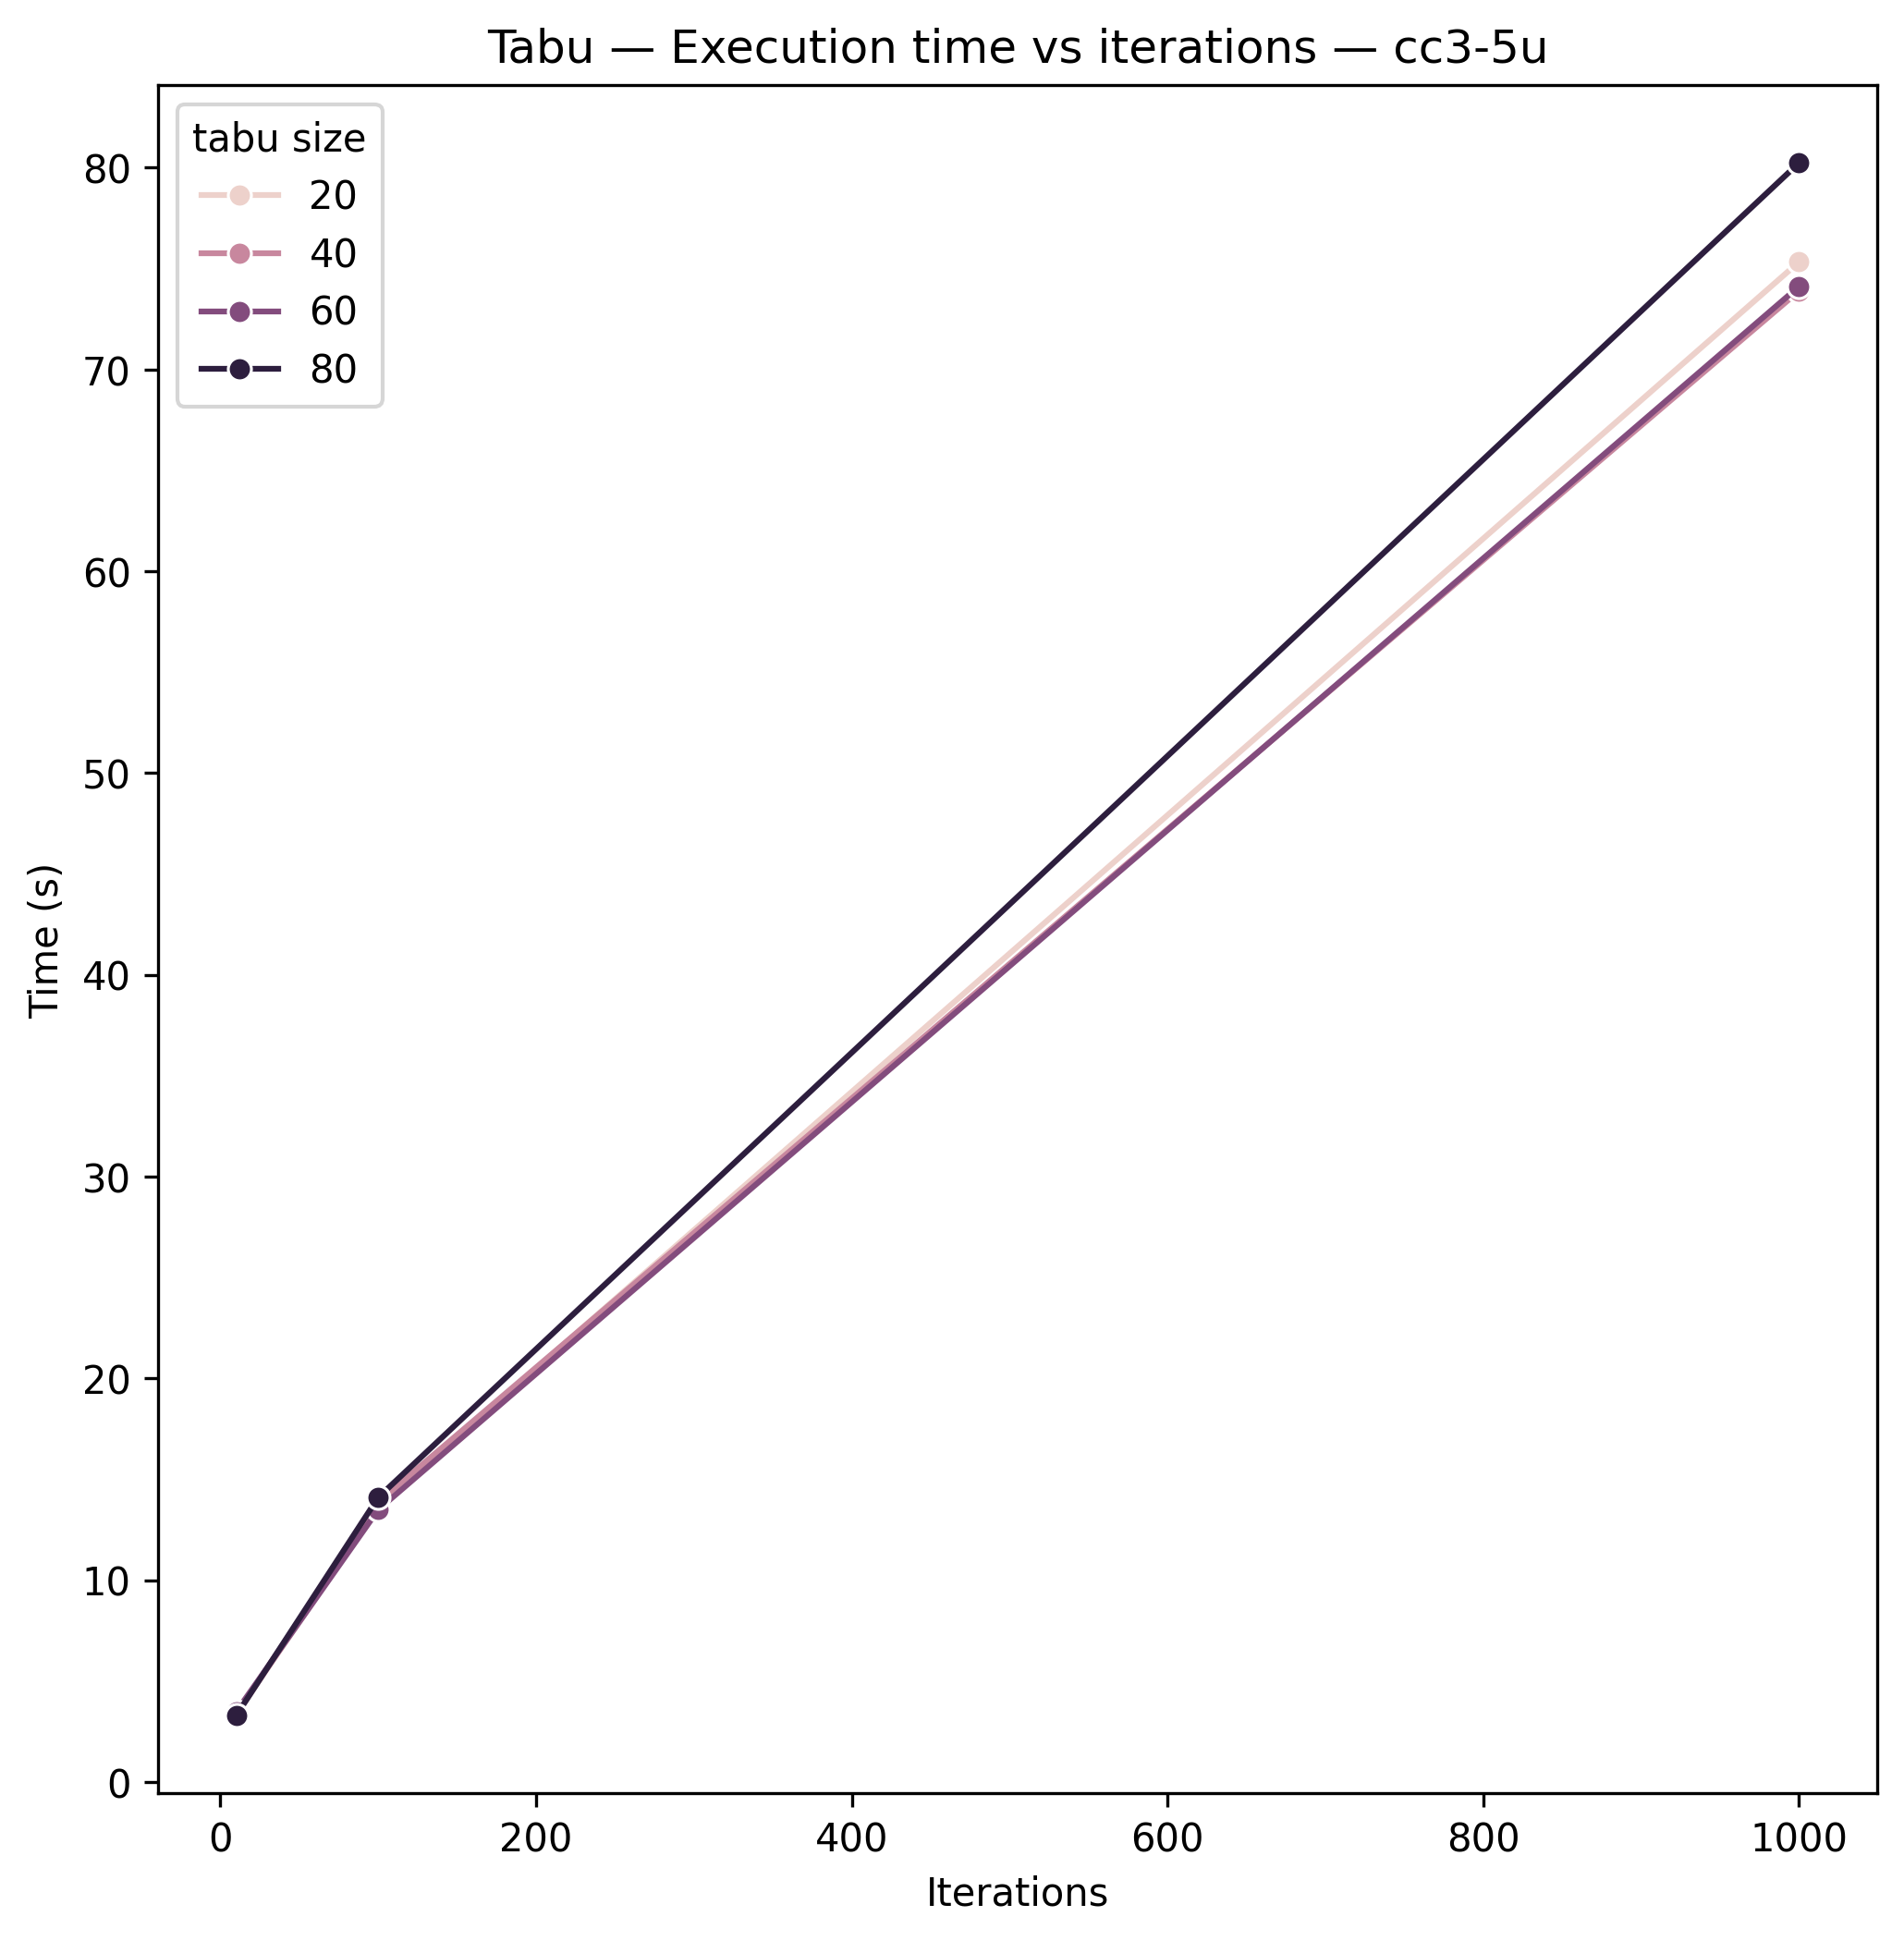 Tabu — Execution time vs iterations — cc3-5u
tabu size
20
40
60
80
80
70
60
50
40
30
20
10
0
Time (s)
0 200 400 600 800 1000
Iterations